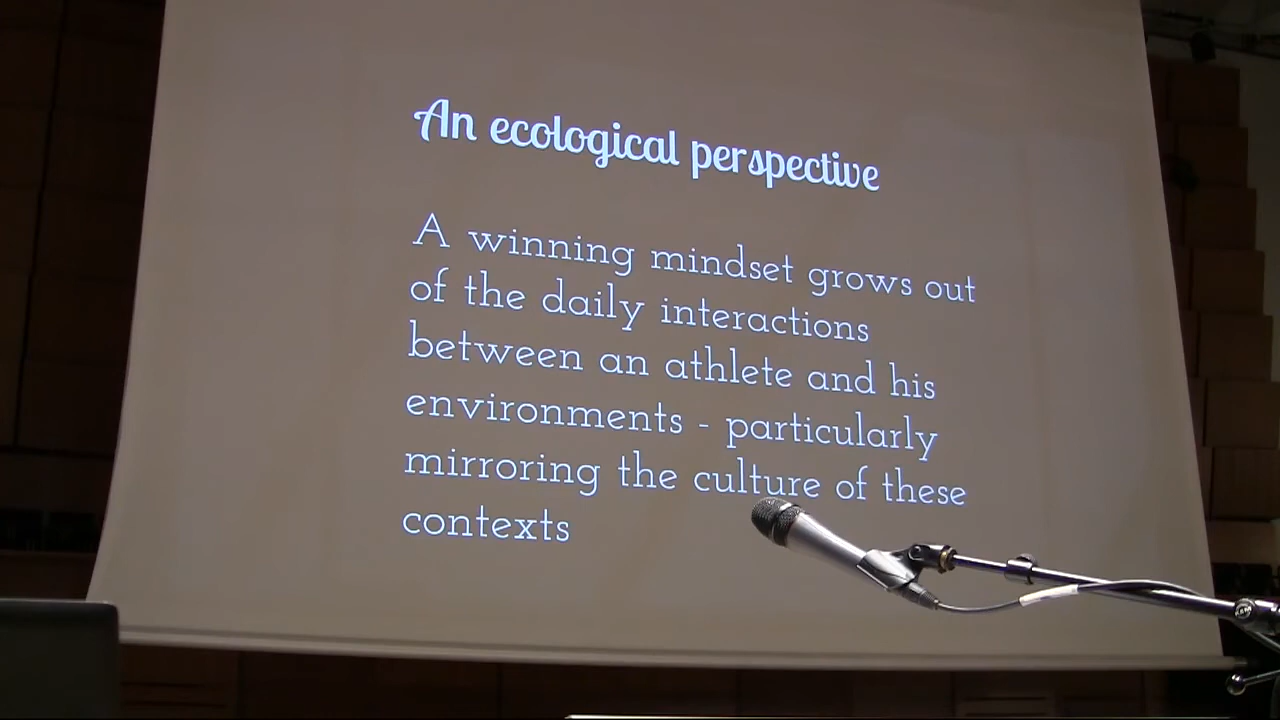 An ecological perspective
A winning mindset grows out
of the daily interactions
between an athlete and his
environments - particularly
mirroring the culture of these
contexts